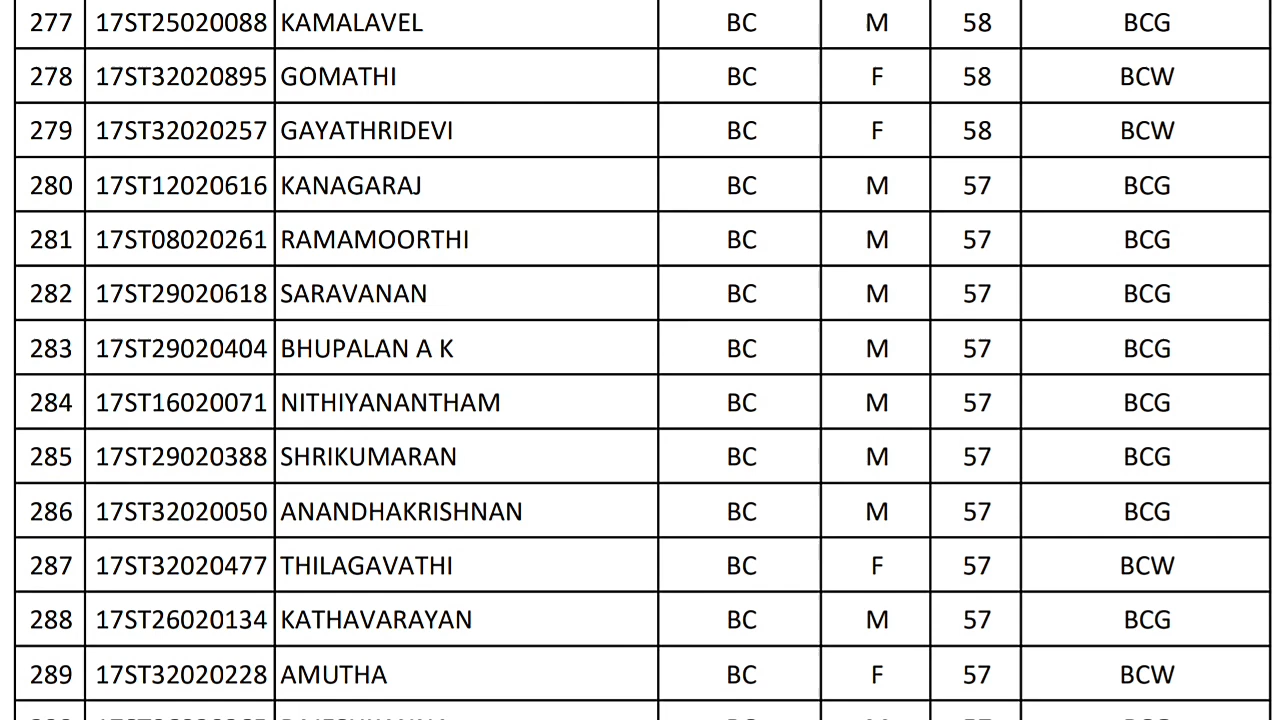 277 17ST25020088 KAMALAVEL BC M 58 BCG
278 17ST32020895 GOMATHI BC F 58 BCW
279 17ST32020257 GAYATHRIDEVI BC F 58 BCW
280 17ST12020616 KANAGARAJ BC M 57 BCG
281 17ST08020261 RAMAMOORTHI BC M 57 BCG
282 17ST29020618 SARAVANAN BC M 57 BCG
283 17ST29020404 BHUPALAN A K BC M 57 BCG
284 17ST16020071 NITHIYANANTHAM BC M 57 BCG
285 17ST29020388 SHRIKUMARAN BC M 57 BCG
286 17ST32020050 ANANDHAKRISHNAN BC M 57 BCG
287 17ST32020477 THILAGAVATHI BC F 57 BCW
288 17ST26020134 KATHAVARAYAN BC M 57 BCG
289 17ST32020228 AMUTHA BC F 57 BCW